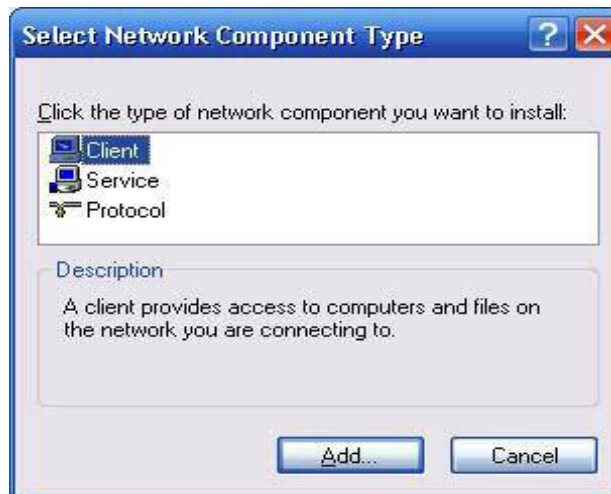 Select Network Component Type
Click the type of network component you want to install:
Client
Service
Protocol
Description
A client provides access to computers and files on
the network you are connecting to.
Add... Cancel